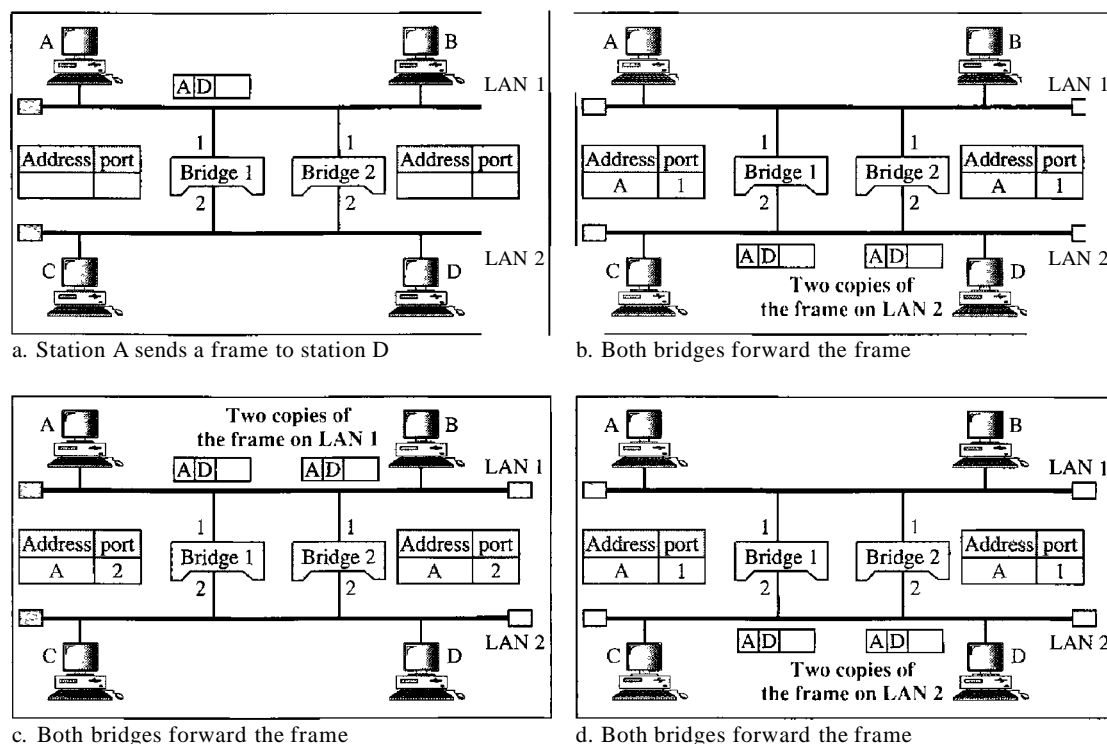 A
B
A D
LAN 1
1
1
Address port
Bridge 1
Bridge 2
Address port
2
2
C
D
LAN 2
a. Station A sends a frame to station D
A
B
LAN 1
1
1
Address port
Bridge 1
Bridge 2
Address port
A 1
A 1
2
2
C
A D
A D
D
LAN 2
Two copies of
the frame on LAN 2
b. Both bridges forward the frame
A
Two copies of
the frame on LAN 1
B
A D
A D
LAN 1
1
1
Address port
Bridge 1
Bridge 2
Address port
A 2
A 2
2
2
C
D
LAN 2
c. Both bridges forward the frame
A
B
LAN 1
1
1
Address port
Bridge 1
Bridge 2
Address port
A 1
A 1
2
2
C
A D
A D
D
LAN 2
Two copies of
the frame on LAN 2
d. Both bridges forward the frame